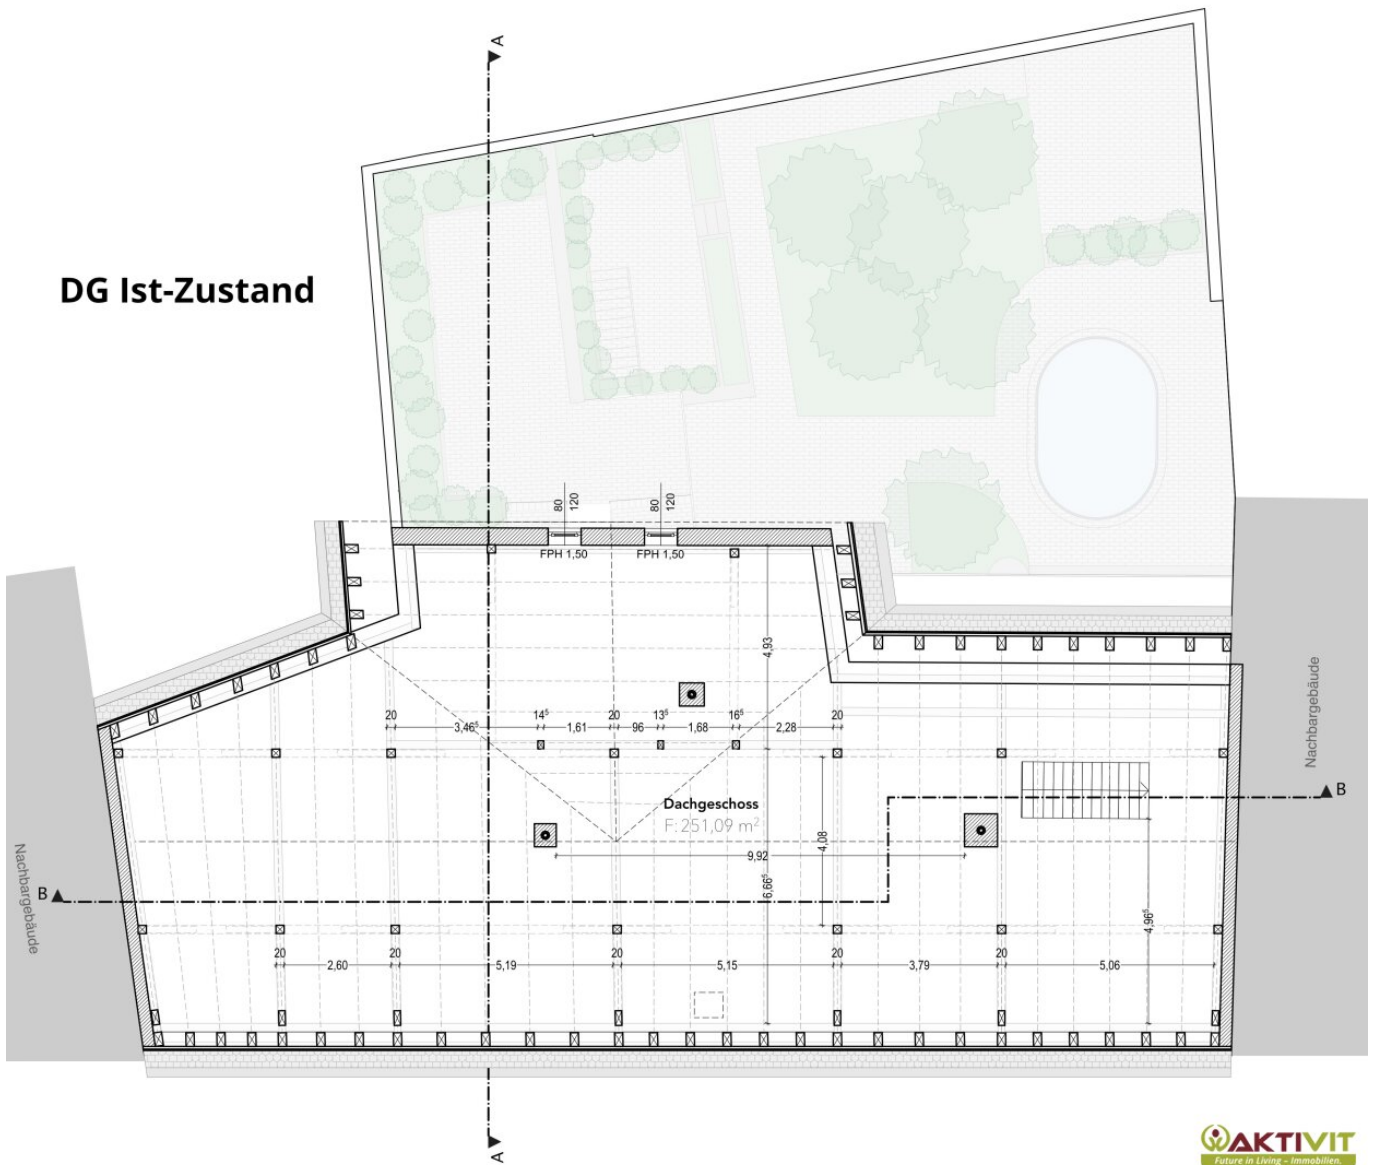 A
DG Ist-Zustand
80
120
80
120
FPH 1,50
FPH 1,50
4,93
Nachbargebäude
20
3,46⁵
14⁵
1,61
20
96
13⁵
1,68
16⁵
2,28
20
Dachgeschoss
F: 251,09 m²
B
4,08
9,92
Nachbargebäude
B
6,66⁵
4,96⁵
20
2,60
20
5,19
20
5,15
20
3,79
20
5,06
A
AKTIVIT
Future in Living – Immobilien.